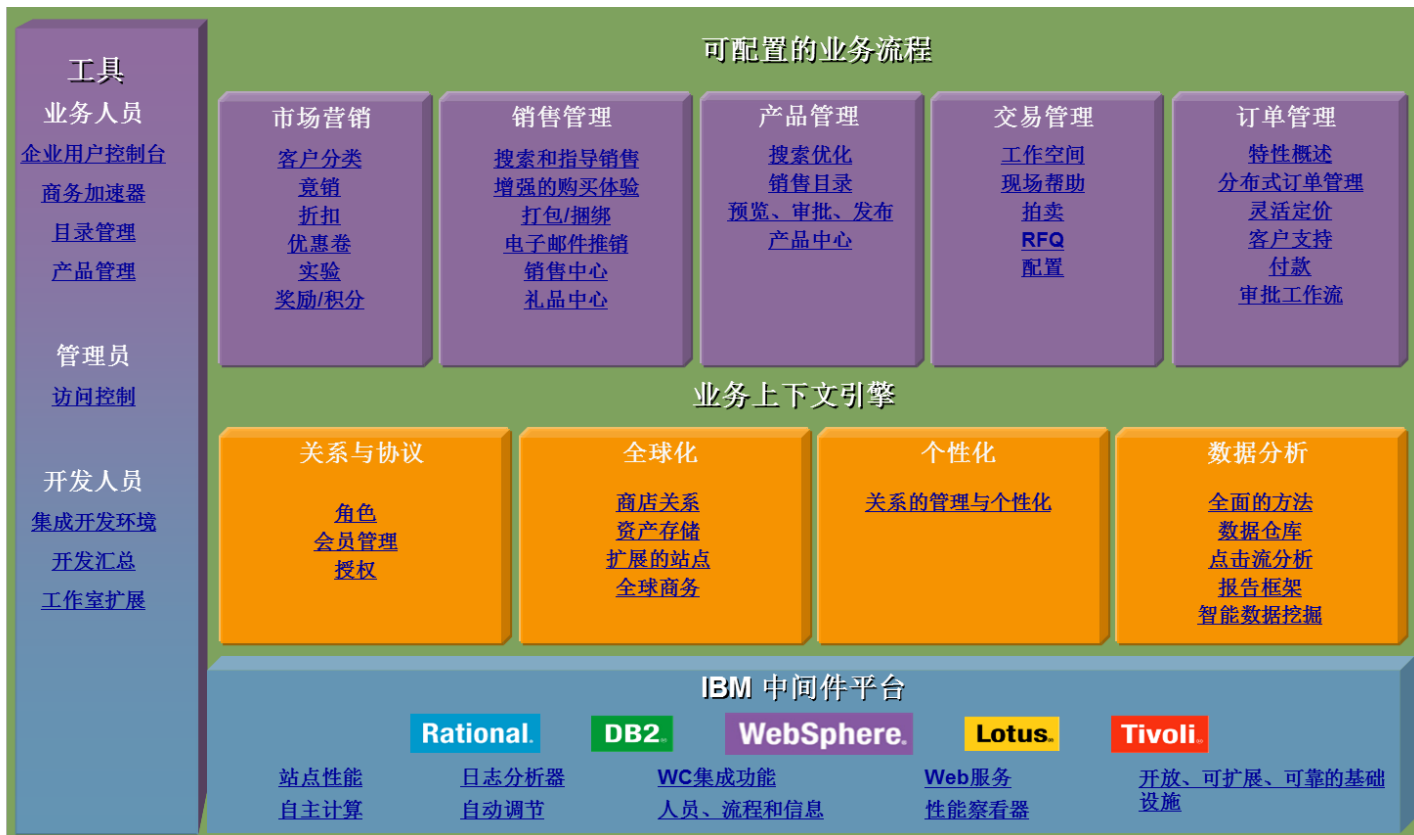 工具
业务人员
企业用户控制台
商务加速器
目录管理
产品管理
管理员
访问控制
开发人员
集成开发环境
开发汇总
工作室扩展
可配置的业务流程
市场营销
客户分类
竟销
折扣
优惠卷
实验
奖励/积分
销售管理
搜索和指导销售
增强的购买体验
打包/捆绑
电子邮件推销
销售中心
礼品中心
产品管理
搜索优化
销售目录
预览、审批、发布
产品中心
交易管理
工作空间
现场帮助
拍卖
RFQ
配置
订单管理
特性概述
分布式订单管理
灵活定价
客户支持
付款
审批工作流
业务上下文引擎
关系与协议
角色
会员管理
授权
全球化
商店关系
资产存储
扩展的站点
全球商务
个性化
关系的管理与个性化
数据分析
全面的方法
数据仓库
点击流分析
报告框架
智能数据挖掘
IBM 中间件平台
Rational.
DB2.
WebSphere.
Lotus.
Tivoli.
站点性能
自主计算
日志分析器
自动调节
WC集成功能
人员、流程和信息
Web服务
性能察看器
开放、可扩展、可靠的基础
设施